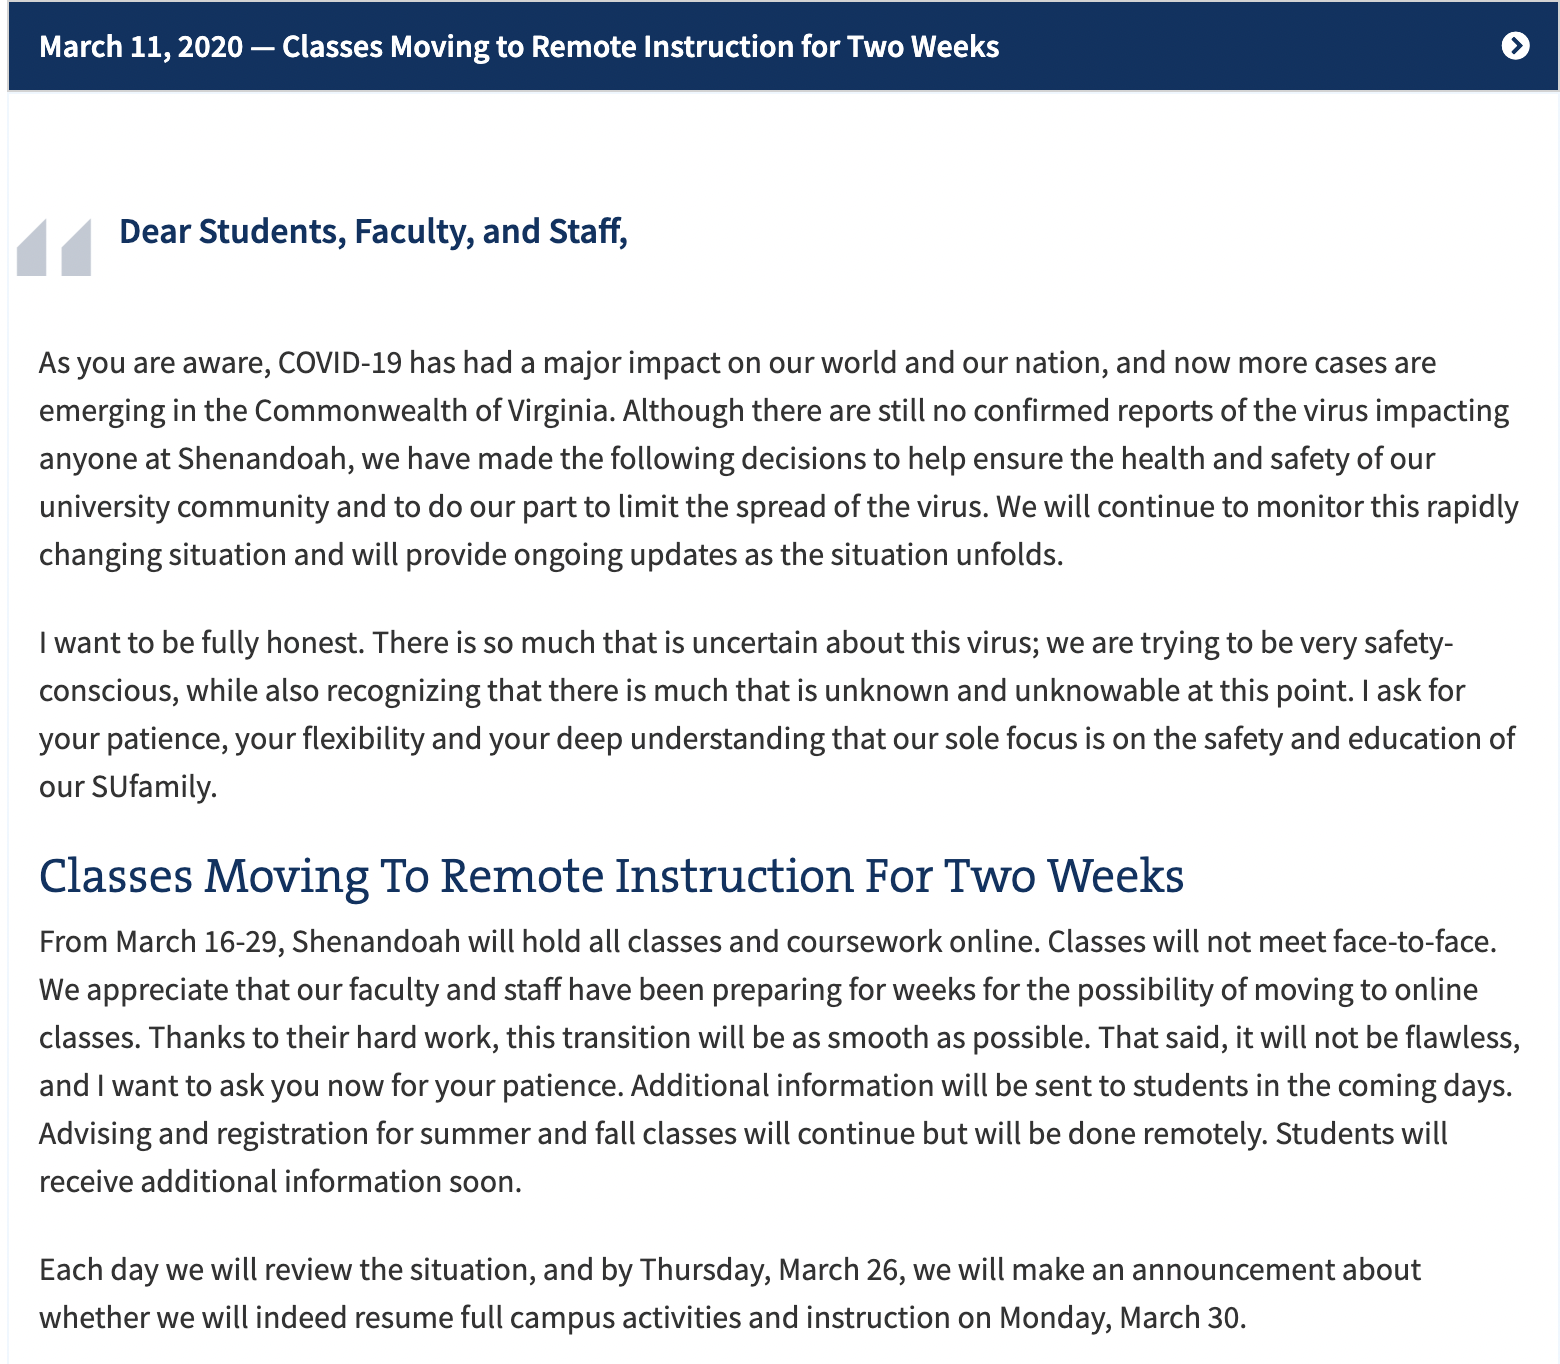 March 11, 2020 — Classes Moving to Remote Instruction for Two Weeks
Dear Students, Faculty, and Staff,
As you are aware, COVID-19 has had a major impact on our world and our nation, and now more cases are
emerging in the Commonwealth of Virginia. Although there are still no confirmed reports of the virus impacting
anyone at Shenandoah, we have made the following decisions to help ensure the health and safety of our
university community and to do our part to limit the spread of the virus. We will continue to monitor this rapidly
changing situation and will provide ongoing updates as the situation unfolds.
I want to be fully honest. There is so much that is uncertain about this virus; we are trying to be very safety-
conscious, while also recognizing that there is much that is unknown and unknowable at this point. I ask for
your patience, your flexibility and your deep understanding that our sole focus is on the safety and education of
our SUfamily.
Classes Moving To Remote Instruction For Two Weeks
From March 16-29, Shenandoah will hold all classes and coursework online. Classes will not meet face-to-face.
We appreciate that our faculty and staff have been preparing for weeks for the possibility of moving to online
classes. Thanks to their hard work, this transition will be as smooth as possible. That said, it will not be flawless,
and I want to ask you now for your patience. Additional information will be sent to students in the coming days.
Advising and registration for summer and fall classes will continue but will be done remotely. Students will
receive additional information soon.
Each day we will review the situation, and by Thursday, March 26, we will make an announcement about
whether we will indeed resume full campus activities and instruction on Monday, March 30.